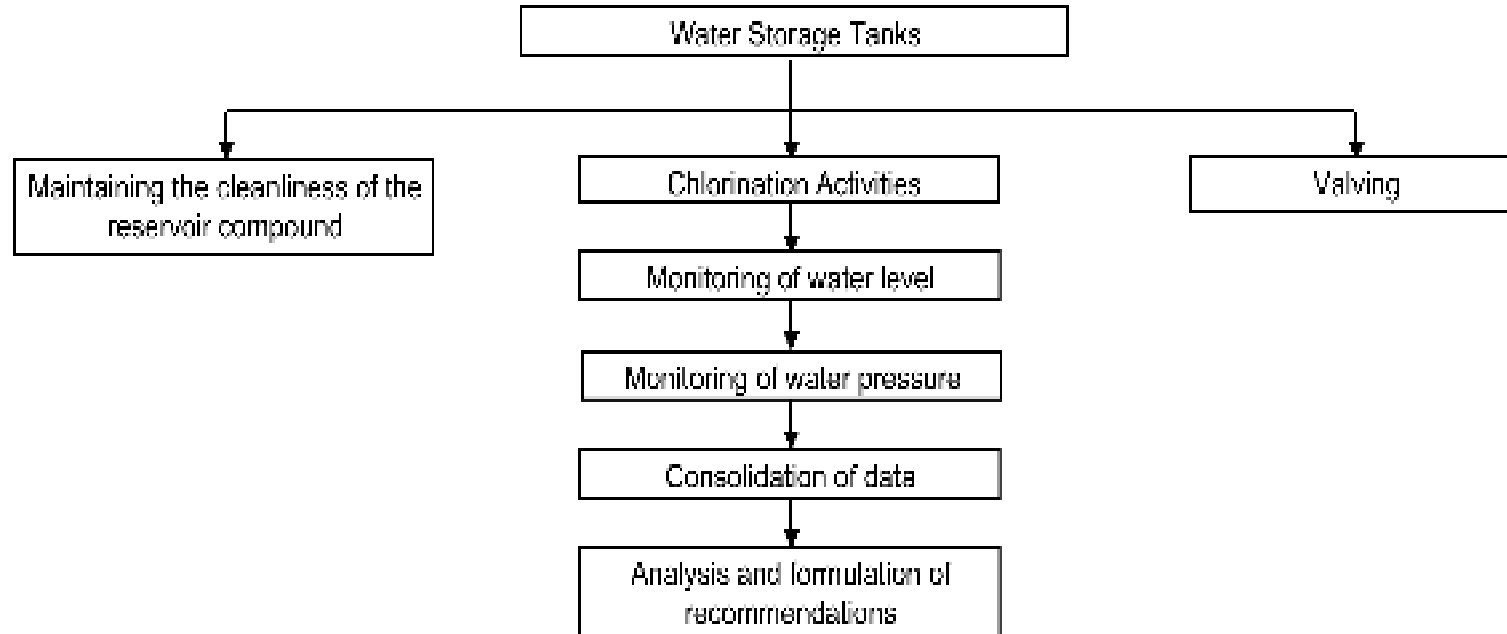 Water Storage Tanks
Maintaining the cleanliness of the
reservoir compound
Chlorination Activities
Valving
Monitoring of water level
Monitoring of water pressure
Consolidation of data
Analysis and formulation of
recommendations